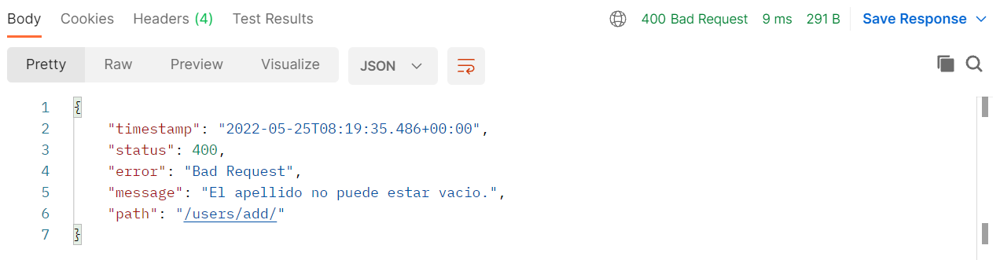 Body Cookies Headers (4) Test Results 400 Bad Request 9 ms 291 B Save Response
Pretty Raw Preview Visualize JSON
1 {
2 "timestamp": "2022-05-25T08:19:35.486+00:00",
3 "status": 400,
4 "error": "Bad Request",
5 "message": "El apellido no puede estar vacio.",
6 "path": "/users/add/"
7 }